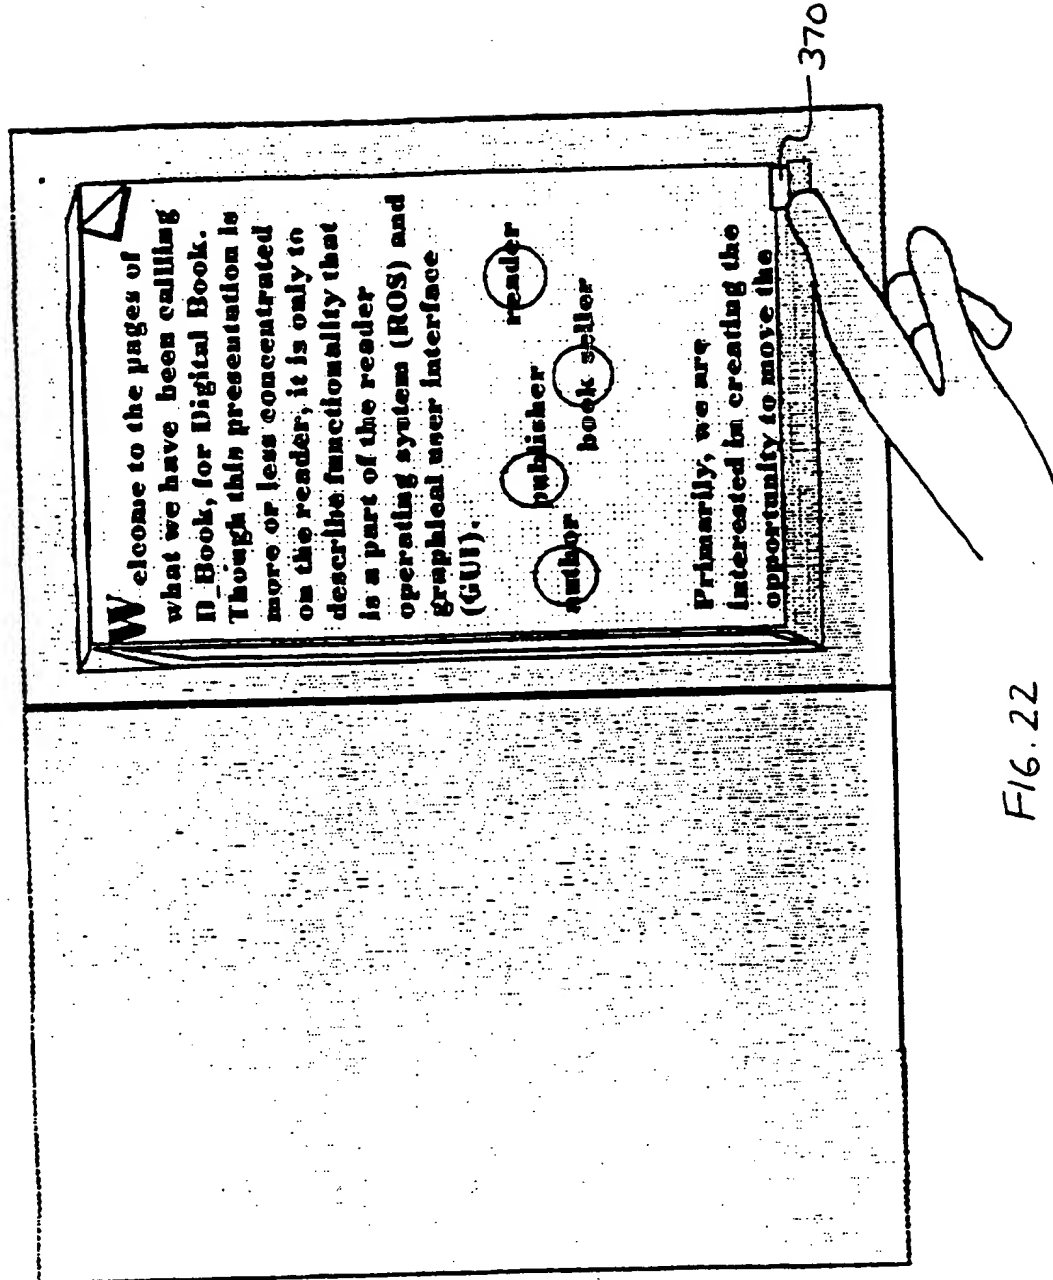 Welcome to the pages of
what we have been callling
D_Book, for Digital Book.
Though this presentation is
more or less concentrated
on the reader, it is only to
describe functionality that
is a part of the reader
operating system (ROS) and
graphical user interface
(GUI).
author
publisher
book seller
reader
Primarily, we are
interested in creating the
opportunity to move the
370
FIG. 22